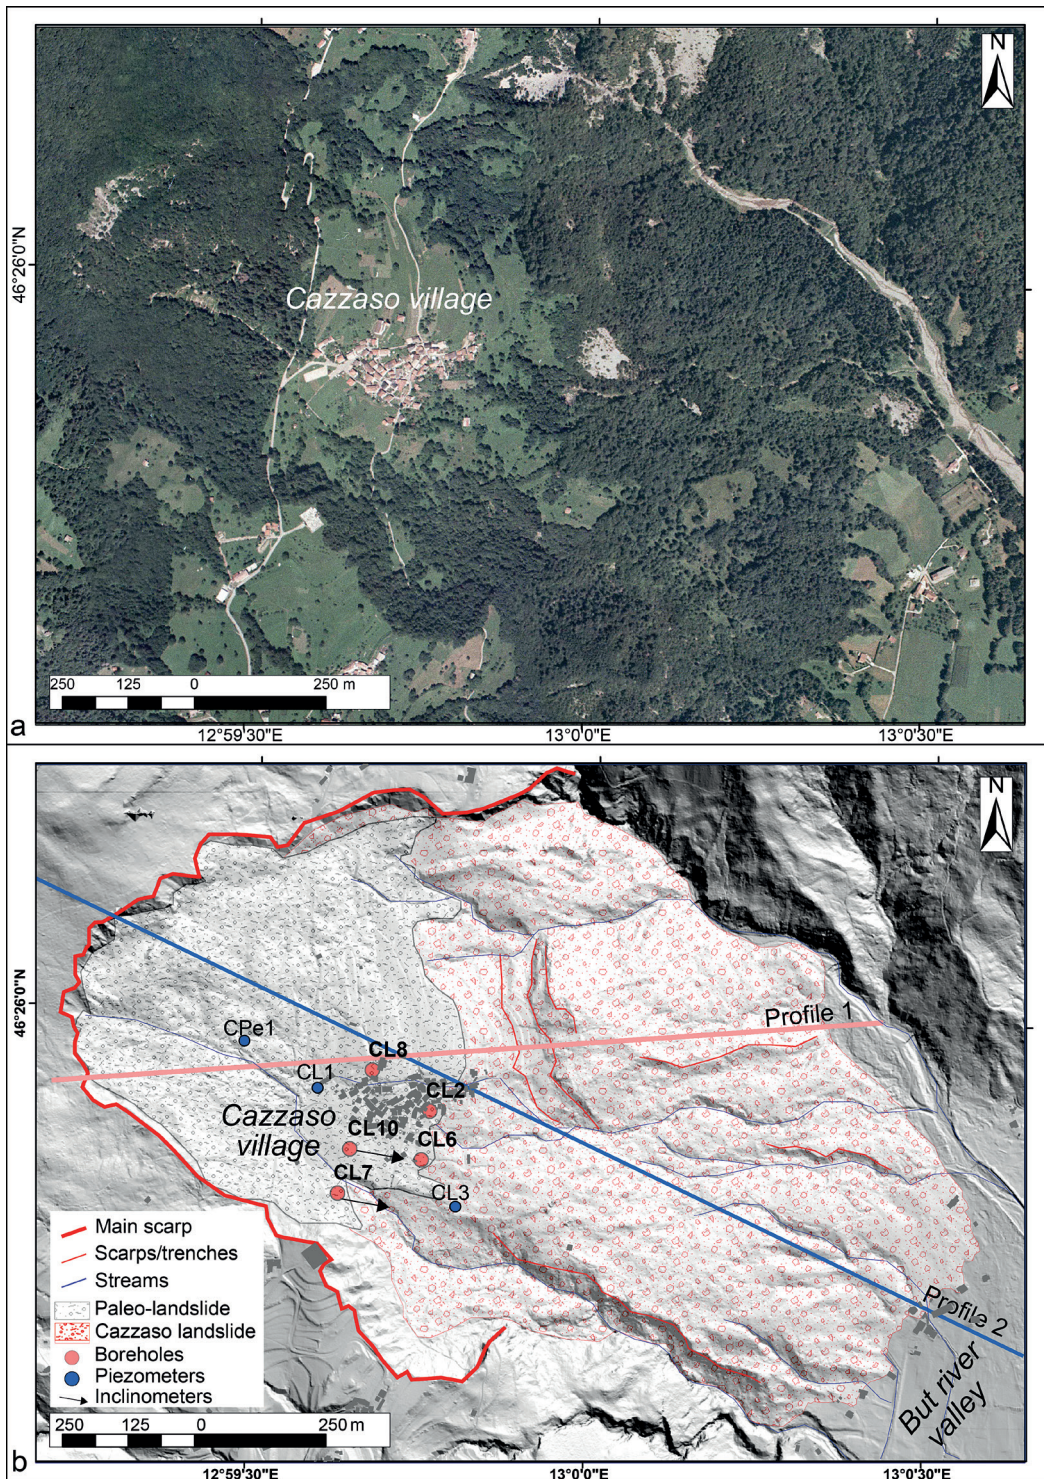 N
46°26'0"N
Cazzaso village
250 125 0 250 m
a
12°59'30"E 13°0'0"E 13°0'30"E
N
46°26'0"N
Profile 1
CPe1
CL8
CL1
CL2
Cazzaso
village
CL10
CL6
CL7
CL3
Main scarp
Scarps/trenches
Streams
Paleo-landslide
Cazzaso landslide
Boreholes
Piezometers
Inclinometers
Profile 2
But river
valley
250 125 0 250 m
b
12°59'30"E 13°0'0"E 13°0'30"E